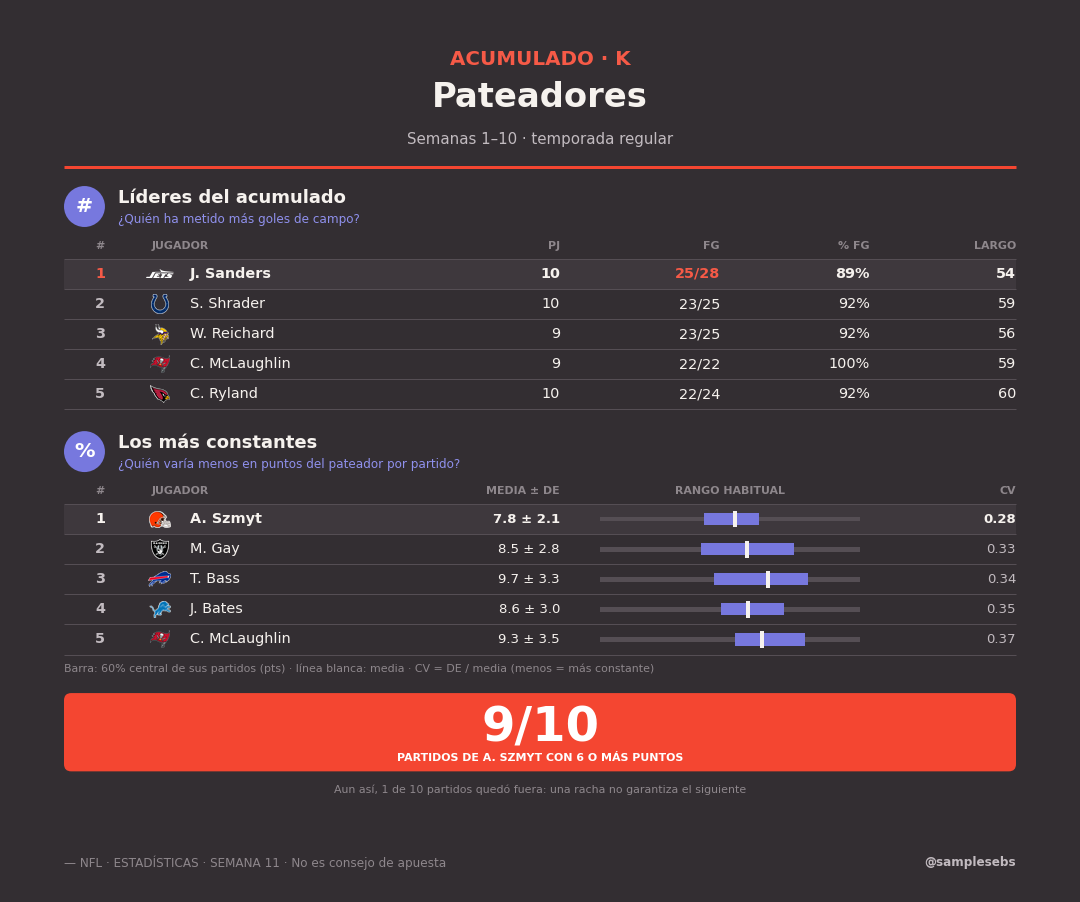 ACUMULADO · K
Pateadores
Semanas 1–10 · temporada regular
# Líderes del acumulado
¿Quién ha metido más goles de campo?
# JUGADOR PJ FG % FG LARGO
1 JETS J. Sanders 10 25/28 89% 54
2 S. Shrader 10 23/25 92% 59
3 W. Reichard 9 23/25 92% 56
4 C. McLaughlin 9 22/22 100% 59
5 C. Ryland 10 22/24 92% 60
% Los más constantes
¿Quién varía menos en puntos del pateador por partido?
# JUGADOR MEDIA ± DE RANGO HABITUAL CV
1 A. Szmyt 7.8 ± 2.1 0.28
2 M. Gay 8.5 ± 2.8 0.33
3 T. Bass 9.7 ± 3.3 0.34
4 J. Bates 8.6 ± 3.0 0.35
5 C. McLaughlin 9.3 ± 3.5 0.37
Barra: 60% central de sus partidos (pts) · línea blanca: media · CV = DE / media (menos = más constante)
9/10
PARTIDOS DE A. SZMYT CON 6 O MÁS PUNTOS
Aun así, 1 de 10 partidos quedó fuera: una racha no garantiza el siguiente
— NFL · ESTADÍSTICAS · SEMANA 11 · No es consejo de apuesta
@samplesebs